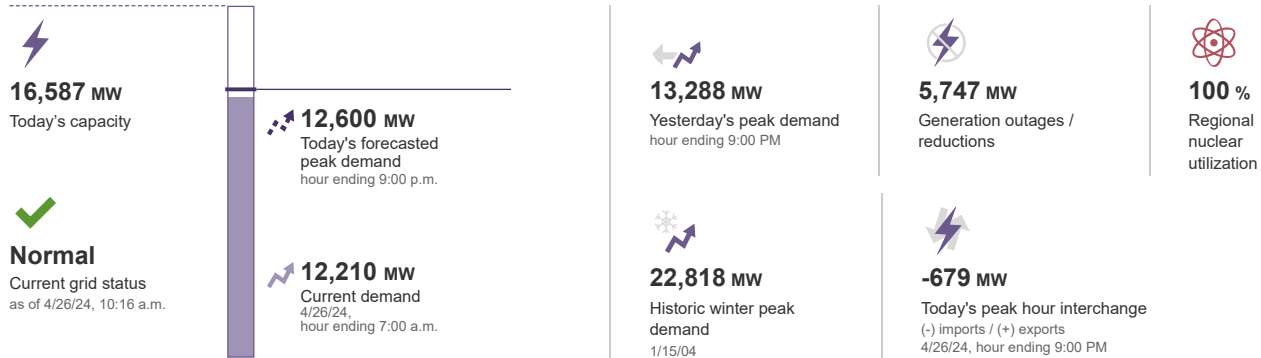 16,587 MW
Today's capacity
Normal
Current grid status
as of 4/26/24, 10:16 a.m.
12,600 MW
Today's forecasted
peak demand
hour ending 9:00 p.m.
12,210 MW
Current demand
4/26/24,
hour ending 7:00 a.m.
13,288 MW
Yesterday's peak demand
hour ending 9:00 PM
5,747 MW
Generation outages /
reductions
100 %
Regional
nuclear
utilization
22,818 MW
Historic winter peak
demand
1/15/04
-679 MW
Today's peak hour interchange
(-) imports / (+) exports
4/26/24, hour ending 9:00 PM